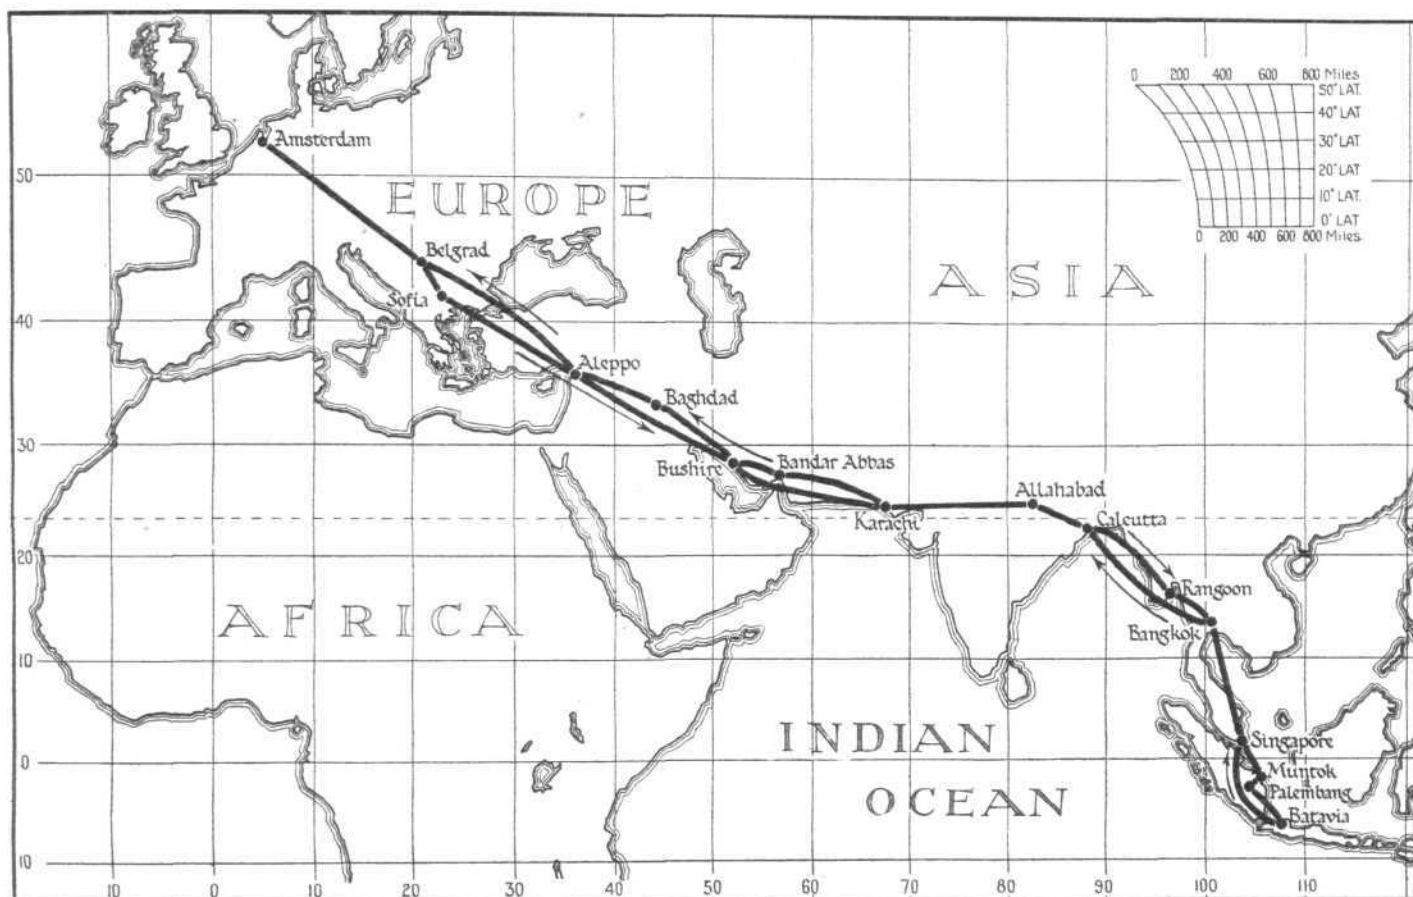 0 200 400 600 800 Miles
50° LAT.
40° LAT
30° LAT.
20° LAT.
10° LAT.
0° LAT
0 200 400 600 800 Miles.
Amsterdam
50
EUROPE
Belgrad
ASIA
Sofia
40
Aleppo
Baghdad
30
Bushire
Bandar Abbas
Allahabad
Karachi
Calcutta
20
Rangoon
AFRICA
Bangkok
10
INDIAN
Singapore
0
Muntok
Palembang
OCEAN
Batavia
10
10 0 10 20 30 40 50 60 70 80 90 100 110